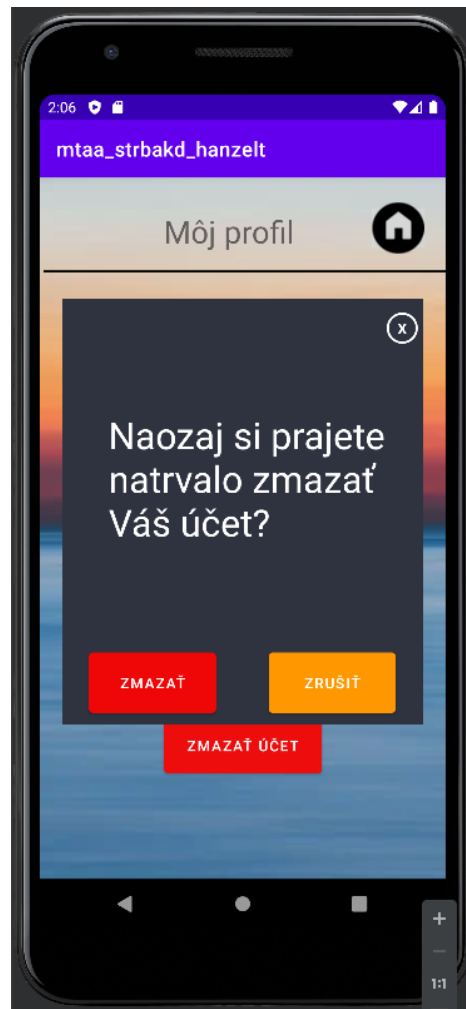 2:06
mtaa_strbakd_hanzelt
Môj profil
x
Naozaj si prajete
natrvalo zmazať
Váš účet?
ZMAZAŤ
ZRUŠIŤ
ZMAZAŤ ÚČET
1:1